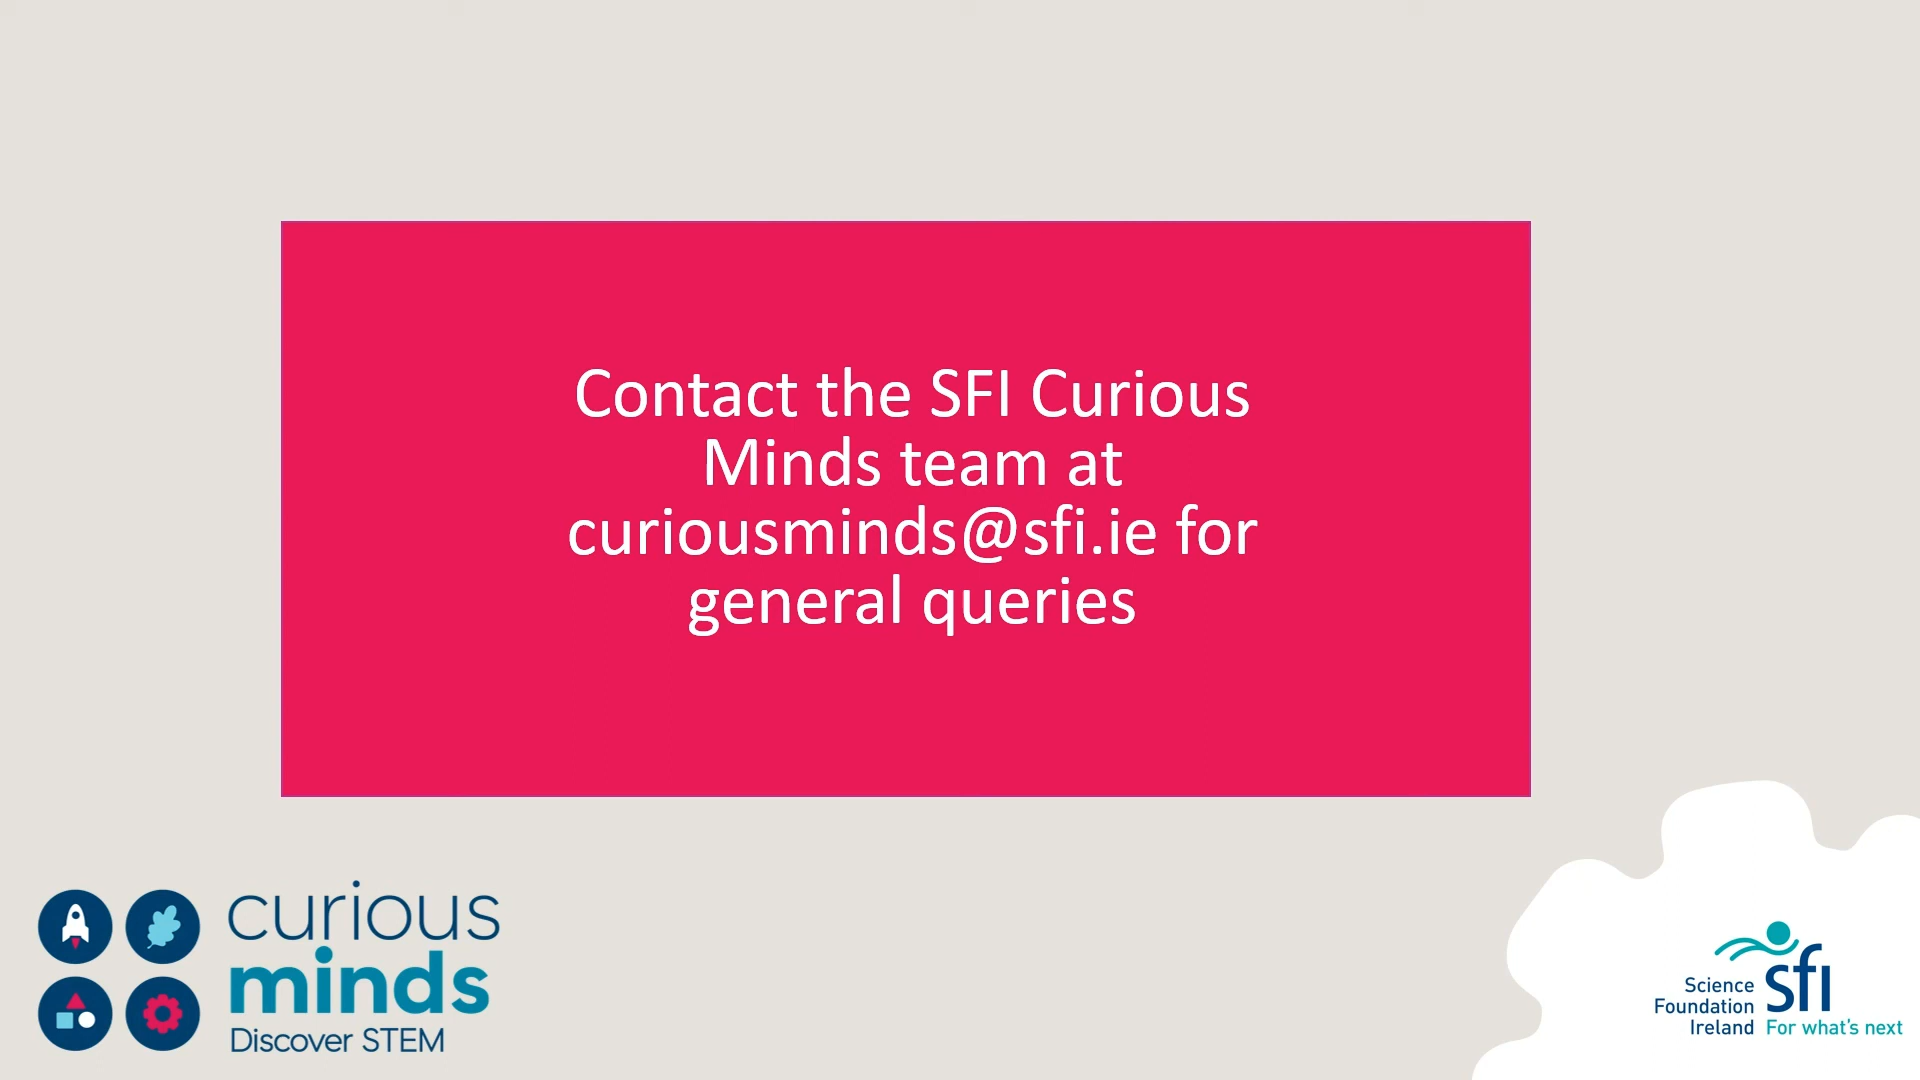 Contact the SFI Curious
Minds team at
curiousminds@sfi.ie for
general queries
curious
minds
Discover STEM
Science
Foundation
Ireland
sfi
For what's next